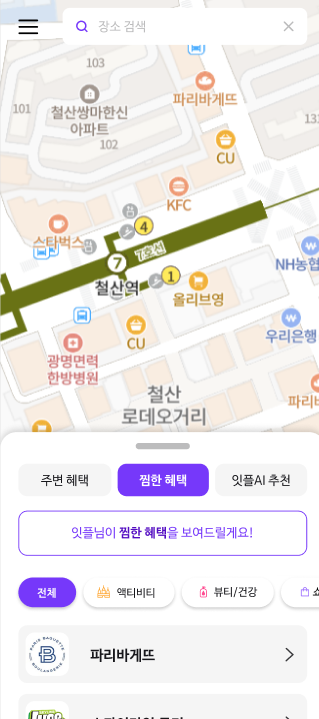 장소 검색
103
101
철산쌍마한신
아파트
102
파리바게뜨
CU
KFC
4
스타벅스
7호선
7
철산역
1
NH농협
올리브영
CU
우리은행
광명면력
한방병원
철산
로데오거리
주변 혜택
찜한 혜택
잇플AI 추천
잇플님이 찜한 혜택을 보여드릴게요!
전체
액티비티
뷰티/건강
PARIS BAGUETTE
BOULANGERIE
파리바게뜨